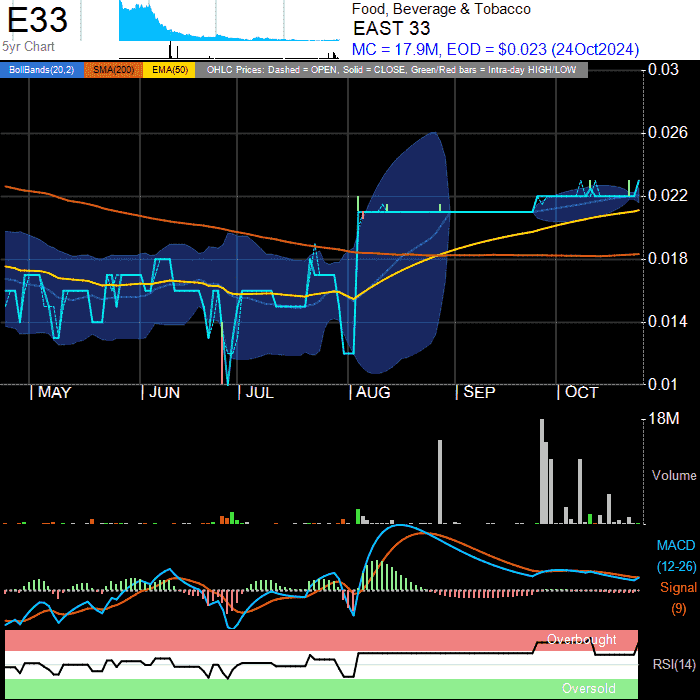 E33
5yr Chart
Food, Beverage & Tobacco
EAST 33
MC = 17.9M, EOD = $0.023 (24Oct2024)
BollBands(20,2) SMA(200) EMA(50) OHLC Prices: Dashed = OPEN, Solid = CLOSE, Green/Red bars = Intra-day HIGH/LOW
0.03
0.026
0.022
0.018
0.014
0.01
| MAY | JUN | JUL | AUG | SEP | OCT
18M
Volume
MACD
(12-26)
Signal
(9)
Overbought
RSI(14)
Oversold